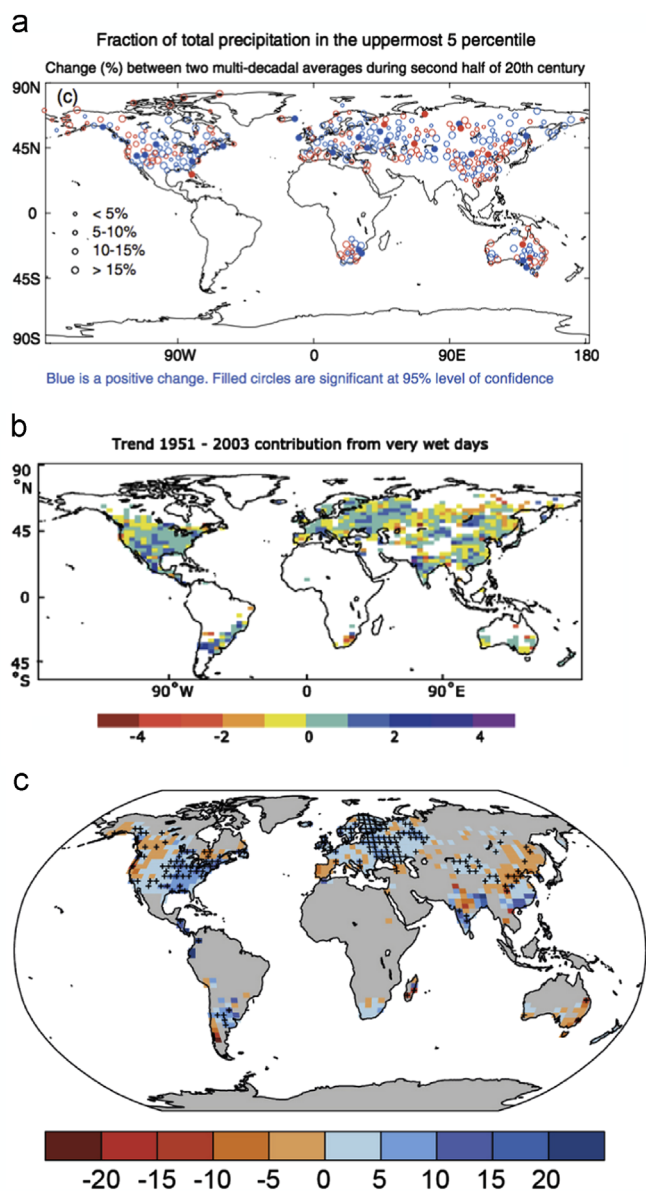 a
Fraction of total precipitation in the uppermost 5 percentile
Change (%) between two multi-decadal averages during second half of 20th century
90N
(c)
45N
0
< 5%
5-10%
10-15%
> 15%
45S
90S
90W
0
90E
180
Blue is a positive change. Filled circles are significant at 95% level of confidence
b
Trend 1951 - 2003 contribution from very wet days
90
°N
45
0
45
°S
90°W
0
90°E
-4
-2
0
2
4
c
-20 -15 -10 -5 0 5 10 15 20